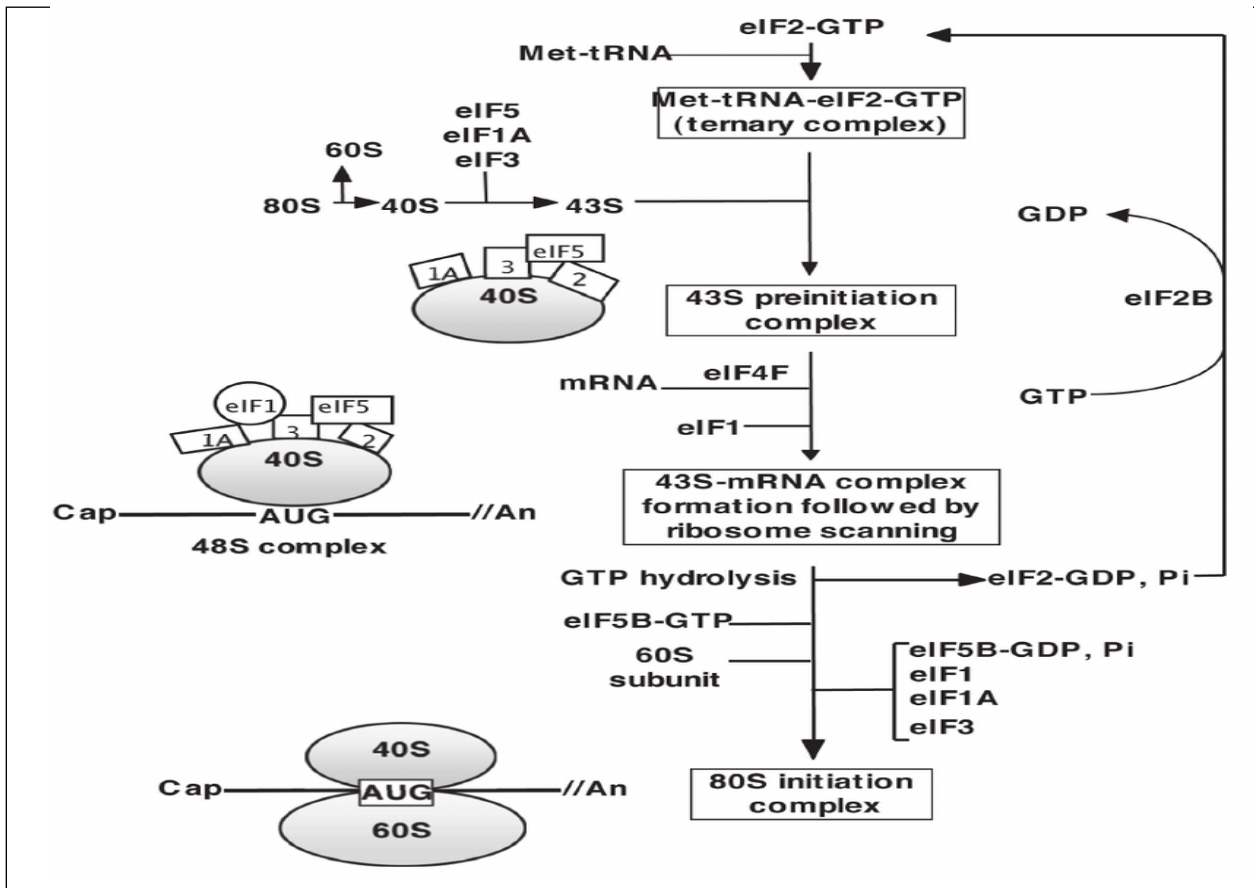 eIF2-GTP
Met-tRNA
Met-tRNA-eIF2-GTP
(ternary complex)
eIF5
eIF1A
eIF3
60S
80S
40S
43S
GDP
eIF2B
GTP
1A
3
eIF5
2
40S
43S preinitiation
complex
mRNA
eIF4F
eIF1
eIF1
eIF5
1A
3
2
40S
Cap
AUG
//An
48S complex
43S-mRNA complex
formation followed by
ribosome scanning
GTP hydrolysis
eIF2-GDP, Pi
eIF5B-GTP
60S
subunit
eIF5B-GDP, Pi
eIF1
eIF1A
eIF3
40S
Cap
AUG
//An
60S
80S initiation
complex